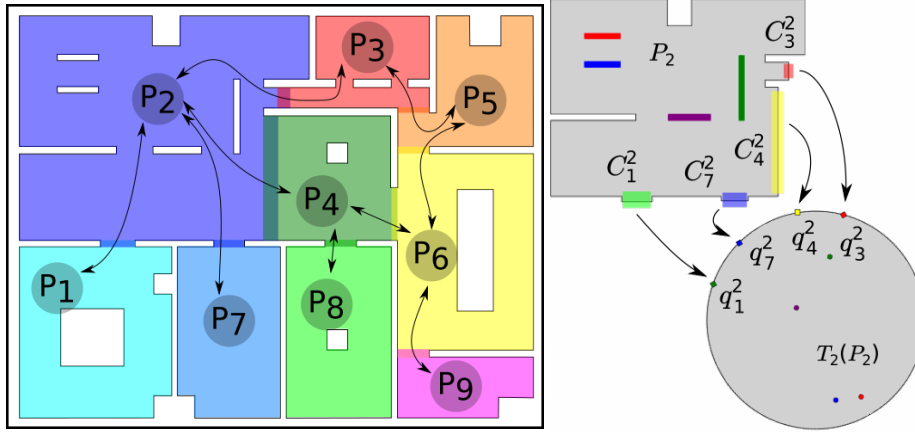 P3
P2
P5
P4
P6
P1
P7
P8
P9
P_2
C_3^2
C_4^2
C_1^2
C_7^2
q_4^2
q_3^2
q_7^2
q_1^2
T_2(P_2)